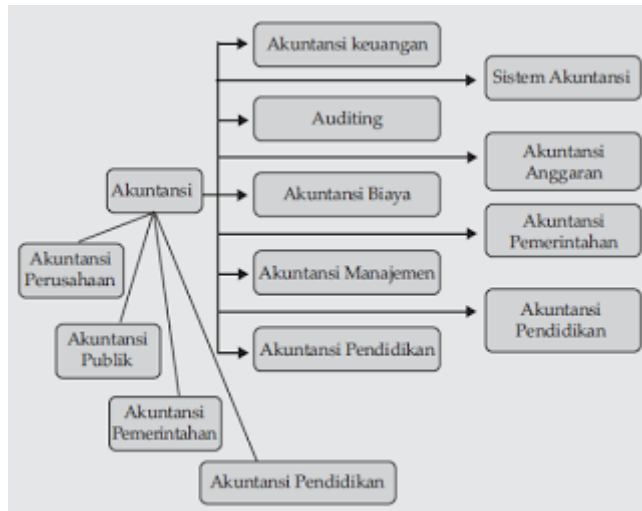 Akuntansi keuangan
Sistem Akuntansi
Auditing
Akuntansi
Anggaran
Akuntansi
Akuntansi Biaya
Akuntansi
Pemerintahan
Akuntansi
Perusahaan
Akuntansi Manajemen
Akuntansi
Pendidikan
Akuntansi
Publik
Akuntansi Pendidikan
Akuntansi
Pemerintahan
Akuntansi Pendidikan